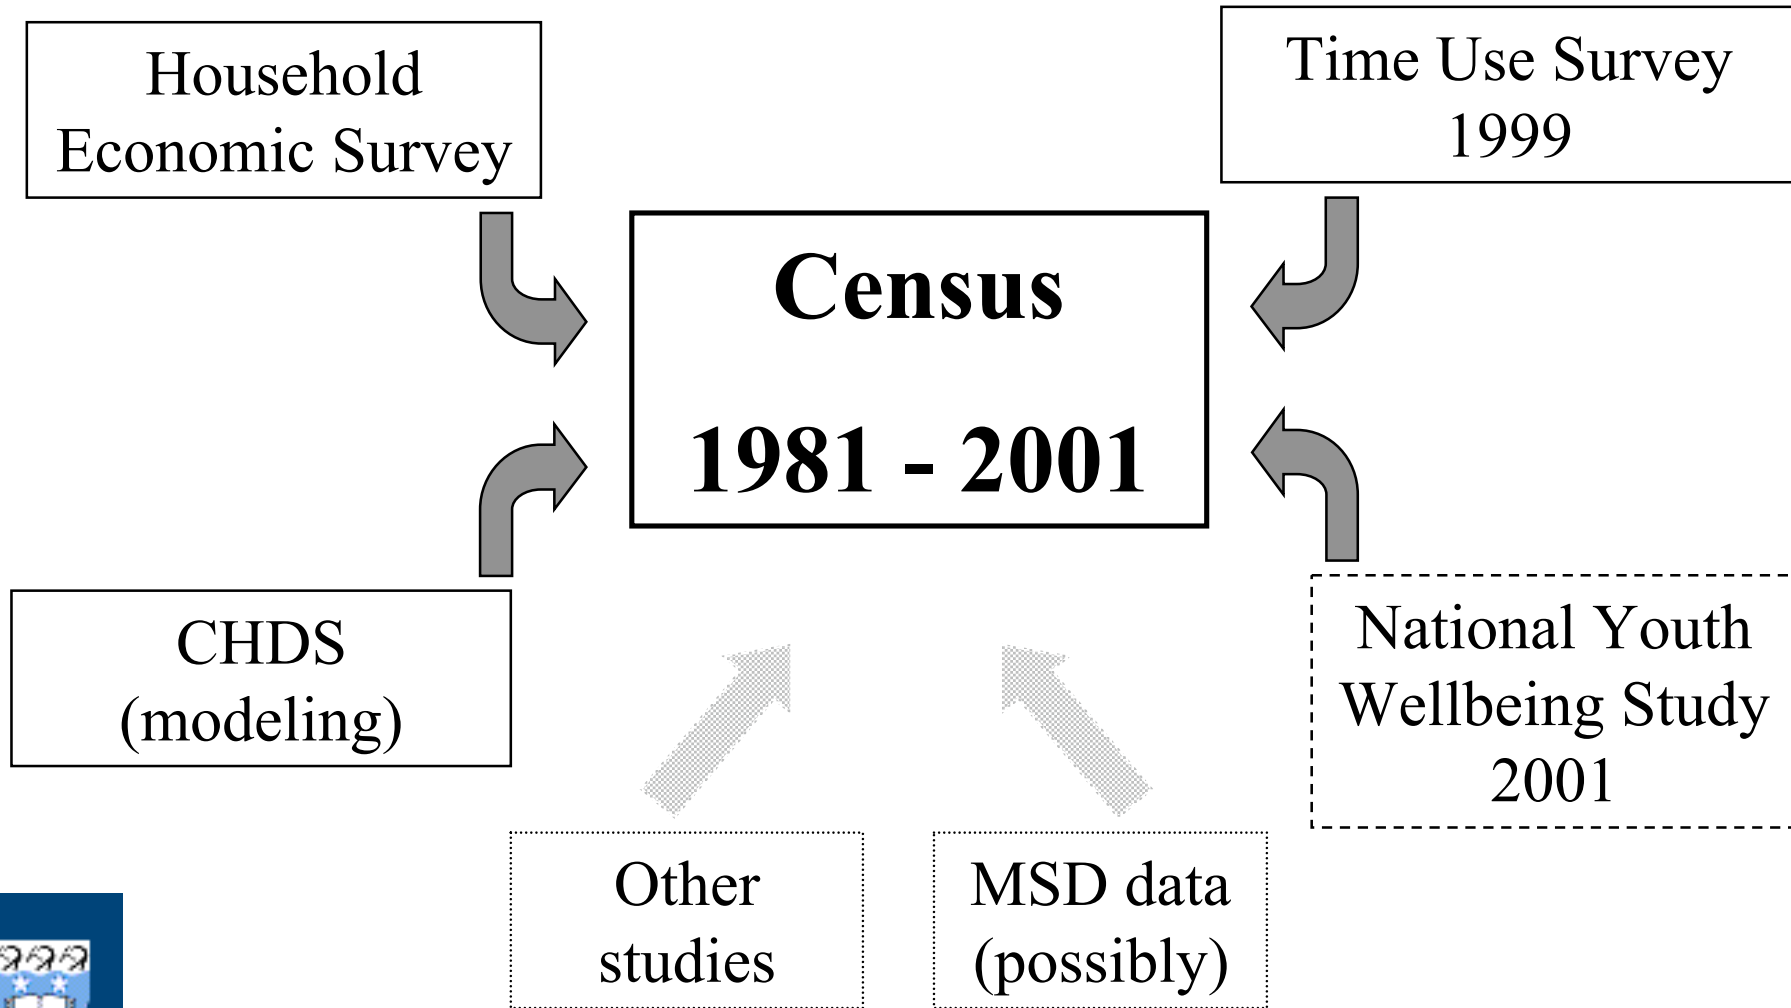 Household
Economic Survey
Time Use Survey
1999
Census
1981 - 2001
CHDS
(modeling)
National Youth
Wellbeing Study
2001
Other
studies
MSD data
(possibly)